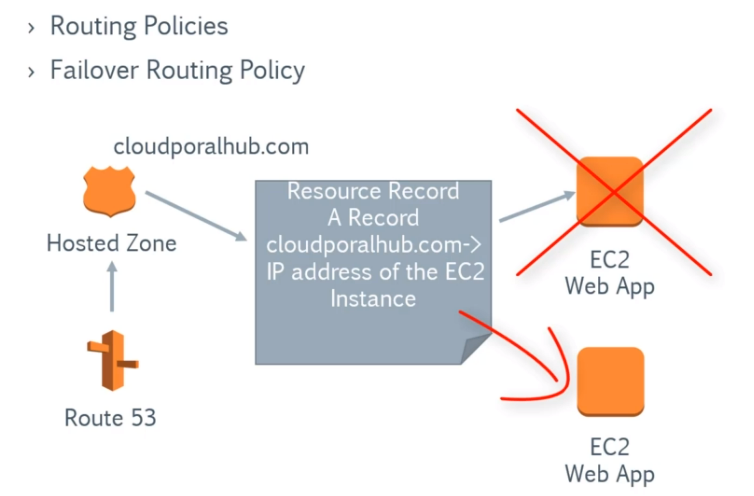 › Routing Policies
› Failover Routing Policy
cloudporalhub.com
Hosted Zone
Route 53
Resource Record
A Record
cloudporalhub.com->
IP address of the EC2
Instance
EC2
Web App
EC2
Web App